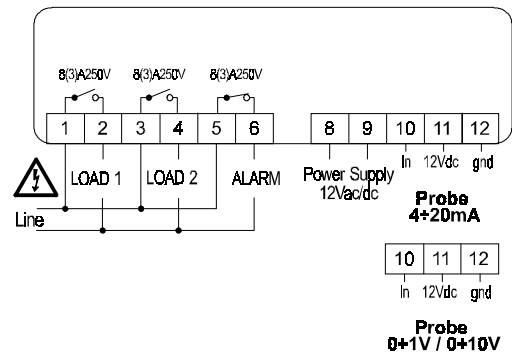 8(3)A250V 8(3)A250V 8(3)A250V
1 2 3 4 5 6 8 9 10 11 12
In 12Vdc gnd
LOAD 1 LOAD 2 ALARM Power Supply
12Vac/dc
Line
Probe
4÷20mA
10 11 12
In 12Vdc gnd
Probe
0÷1V / 0÷10V